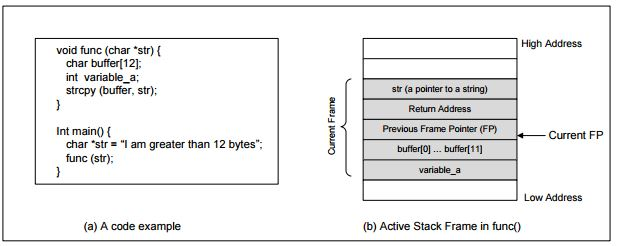 void func (char *str) {
char buffer[12];
int variable_a;
strcpy (buffer, str);
}
Int main() {
char *str = “I am greater than 12 bytes”;
func (str);
}
(a) A code example
High Address
str (a pointer to a string)
Return Address
Previous Frame Pointer (FP)
buffer[0] ... buffer[11]
variable_a
Current Frame
Current FP
Low Address
(b) Active Stack Frame in func()